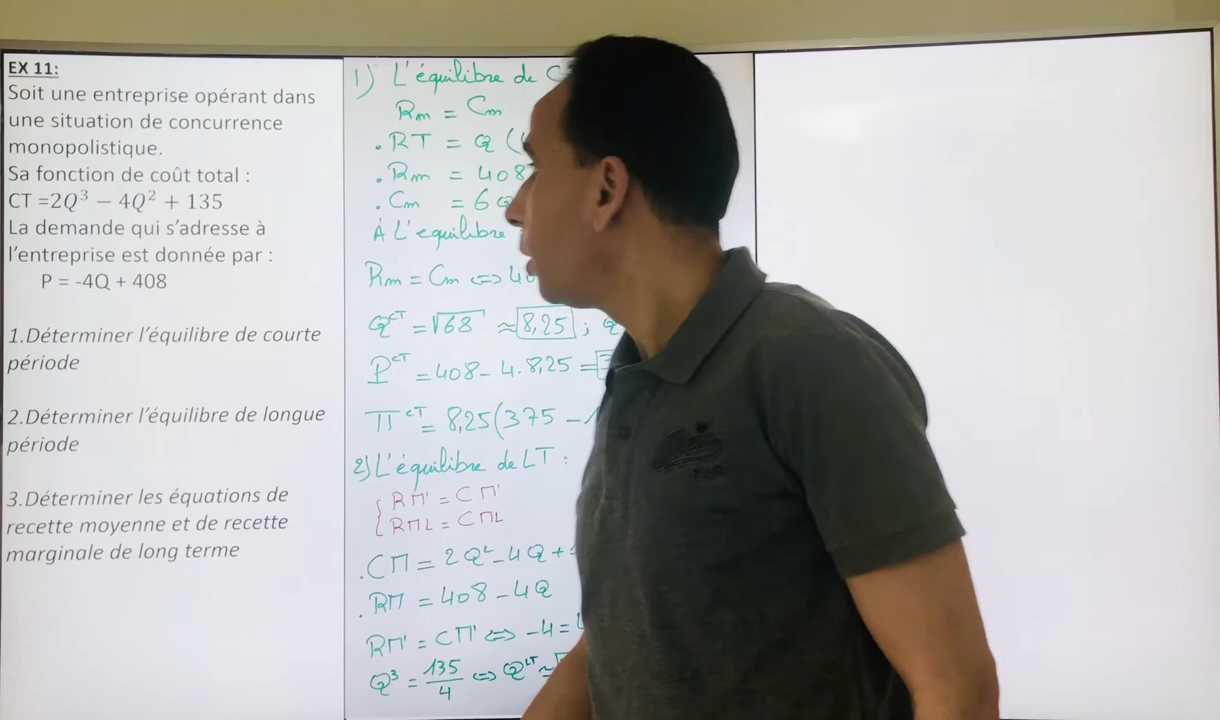 EX 11:
Soit une entreprise opérant dans
une situation de concurrence
monopolistique.
Sa fonction de coût total :
CT =2Q³ − 4Q² + 135
La demande qui s’adresse à
l’entreprise est donnée par :
P = -4Q + 408
1.Déterminer l’équilibre de courte
période
2.Déterminer l’équilibre de longue
période
3.Déterminer les équations de
recette moyenne et de recette
marginale de long terme
1) L'équilibre de C
Rm = Cm
. RT = Q (
. Rm = 408
. Cm = 6Q
À L'equilibre
Rm = Cm <=> 40
Q^CT = √68 ≈ 8,25 ; Q
P^CT = 408 - 4.8,25 =
Π^CT = 8,25(375 -
2) L'équilibre de LT :
RM' = CM'
RML = CML
. CM = 2Q² - 4Q +
. RM = 408 - 4Q
RM' = CM' <=> -4 =
Q³ = 135/4 <=> Q^LT ≈